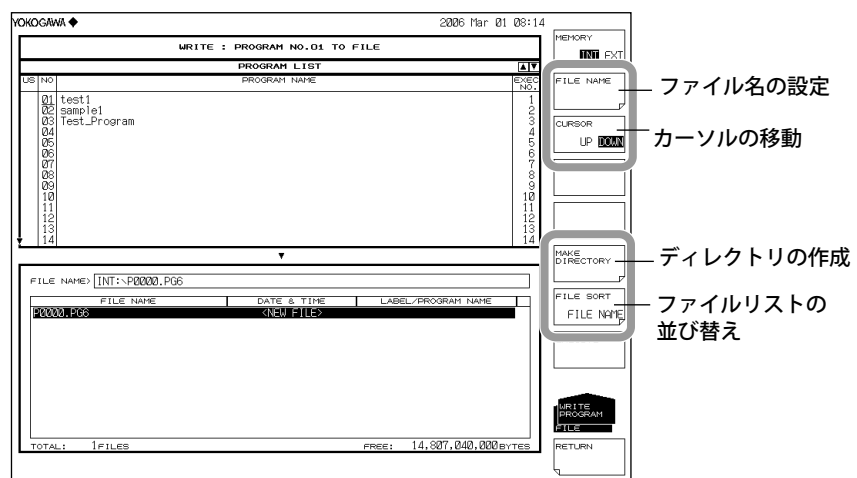 YOKOGAWA ◆ 2006 Mar 01 08:14
WRITE : PROGRAM NO.01 TO FILE
PROGRAM LIST ▲ ▼
US NO PROGRAM NAME EXEC NO.
01 test1 1
02 sample1 2
03 Test_Program 3
04 4
05 5
06 6
07 7
08 8
09 9
10 10
11 11
12 12
13 13
▼ 14 14
▼
FILE NAME> INT:\P0000.PG6
FILE NAME DATE & TIME LABEL/PROGRAM NAME
P0000.PG6 <NEW FILE>
TOTAL: 1FILES FREE: 14,807,040,000BYTES
MEMORY
INT EXT
FILE NAME
ファイル名の設定
CURSOR
UP DOWN
カーソルの移動
MAKE
DIRECTORY
ディレクトリの作成
FILE SORT
FILE NAME
ファイルリストの
並び替え
WRITE
PROGRAM
FILE
RETURN